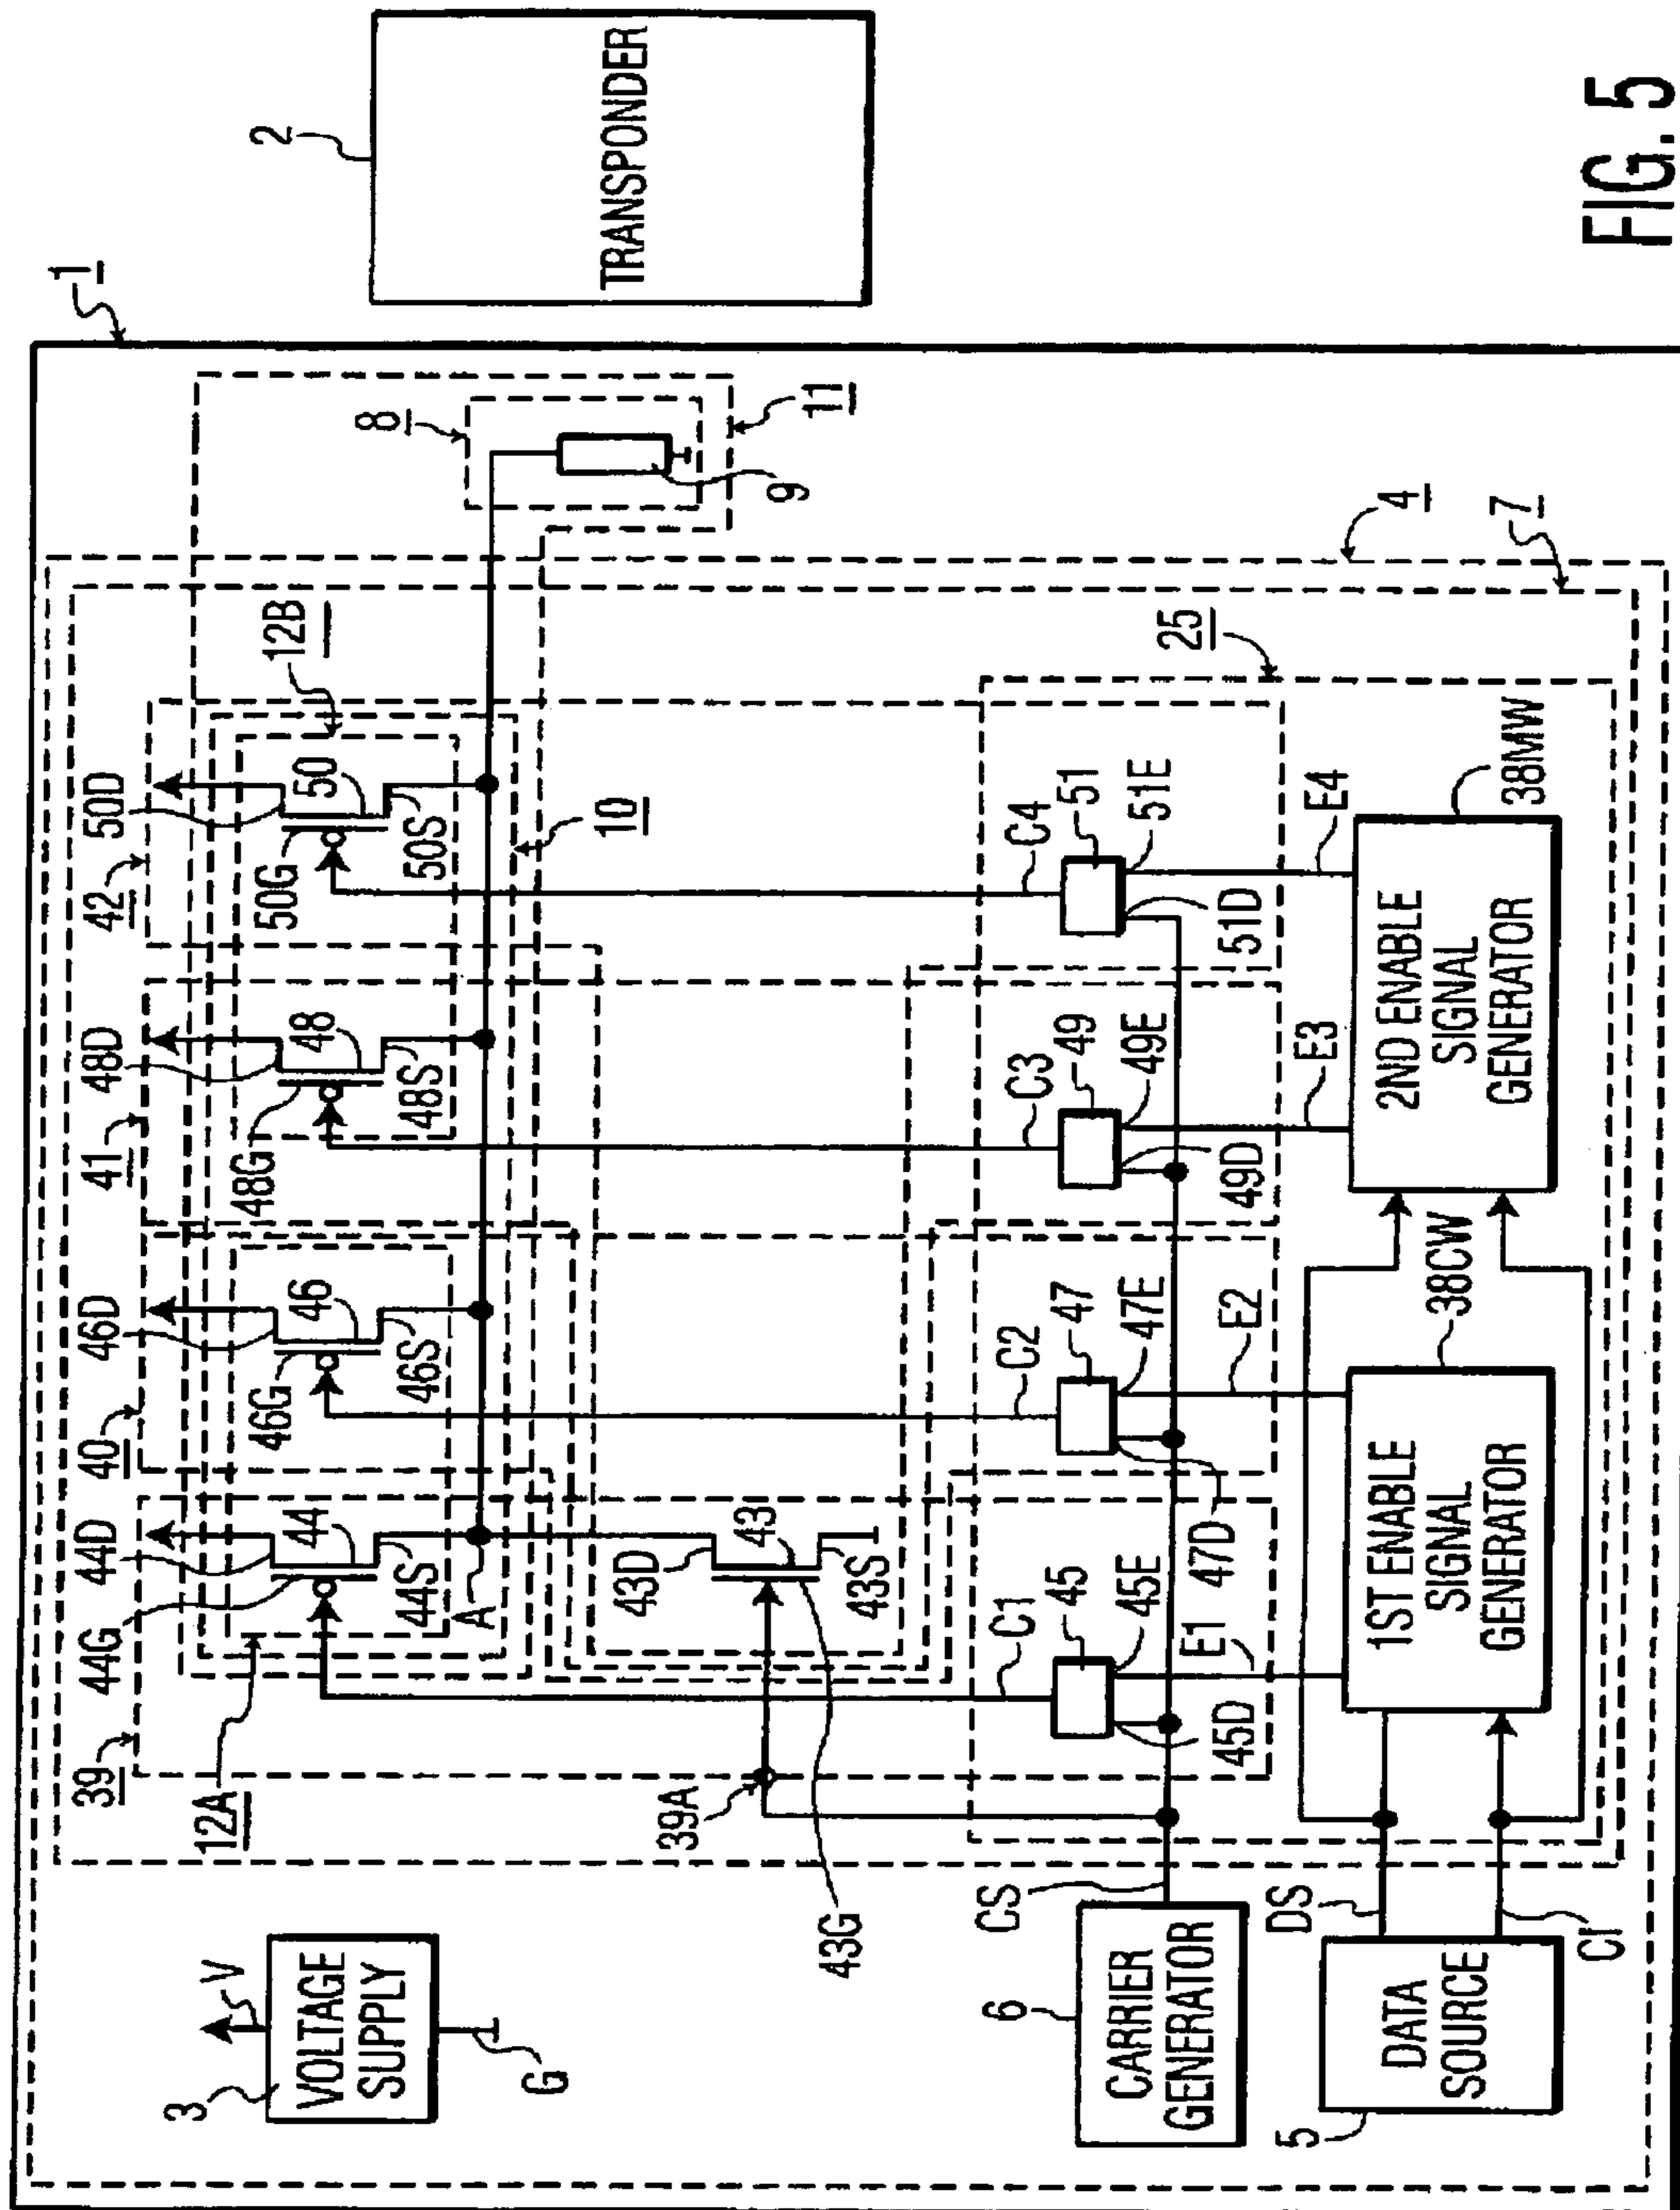 1
2
TRANSPONDER
3
VOLTAGE
SUPPLY
V
G
39
44G
44D
12A
44
44S
A
40
46D
46G
46
46S
41
48D
48G
48
48S
42
50D
50G
50
50S
12B
10
8
9
11
39A
43D
43
43S
43G
4
7
25
C1
45
45E
45D
E1
C2
47
47E
47D
E2
C3
49
49E
49D
E3
C4
51
51E
51D
E4
6
CARRIER
GENERATOR
CS
5
DATA
SOURCE
DS
CI
1ST ENABLE
SIGNAL
GENERATOR
38CW
2ND ENABLE
SIGNAL
GENERATOR
38MW
FIG. 5